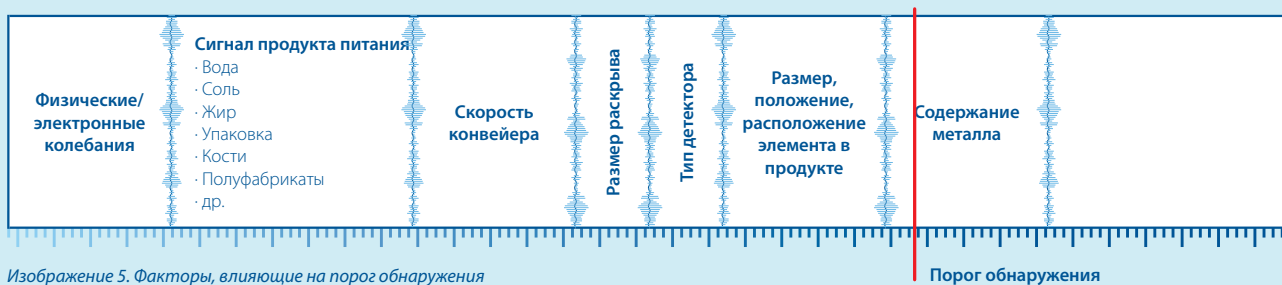 Физические/
электронные
колебания
Сигнал продукта питания
· Вода
· Соль
· Жир
· Упаковка
· Кости
· Полуфабрикаты
· др.
Скорость
конвейера
Размер раскрыва
Тип детектора
Размер,
положение,
расположение
элемента в
продукте
Содержание
металла
Изображение 5. Факторы, влияющие на порог обнаружения
Порог обнаружения